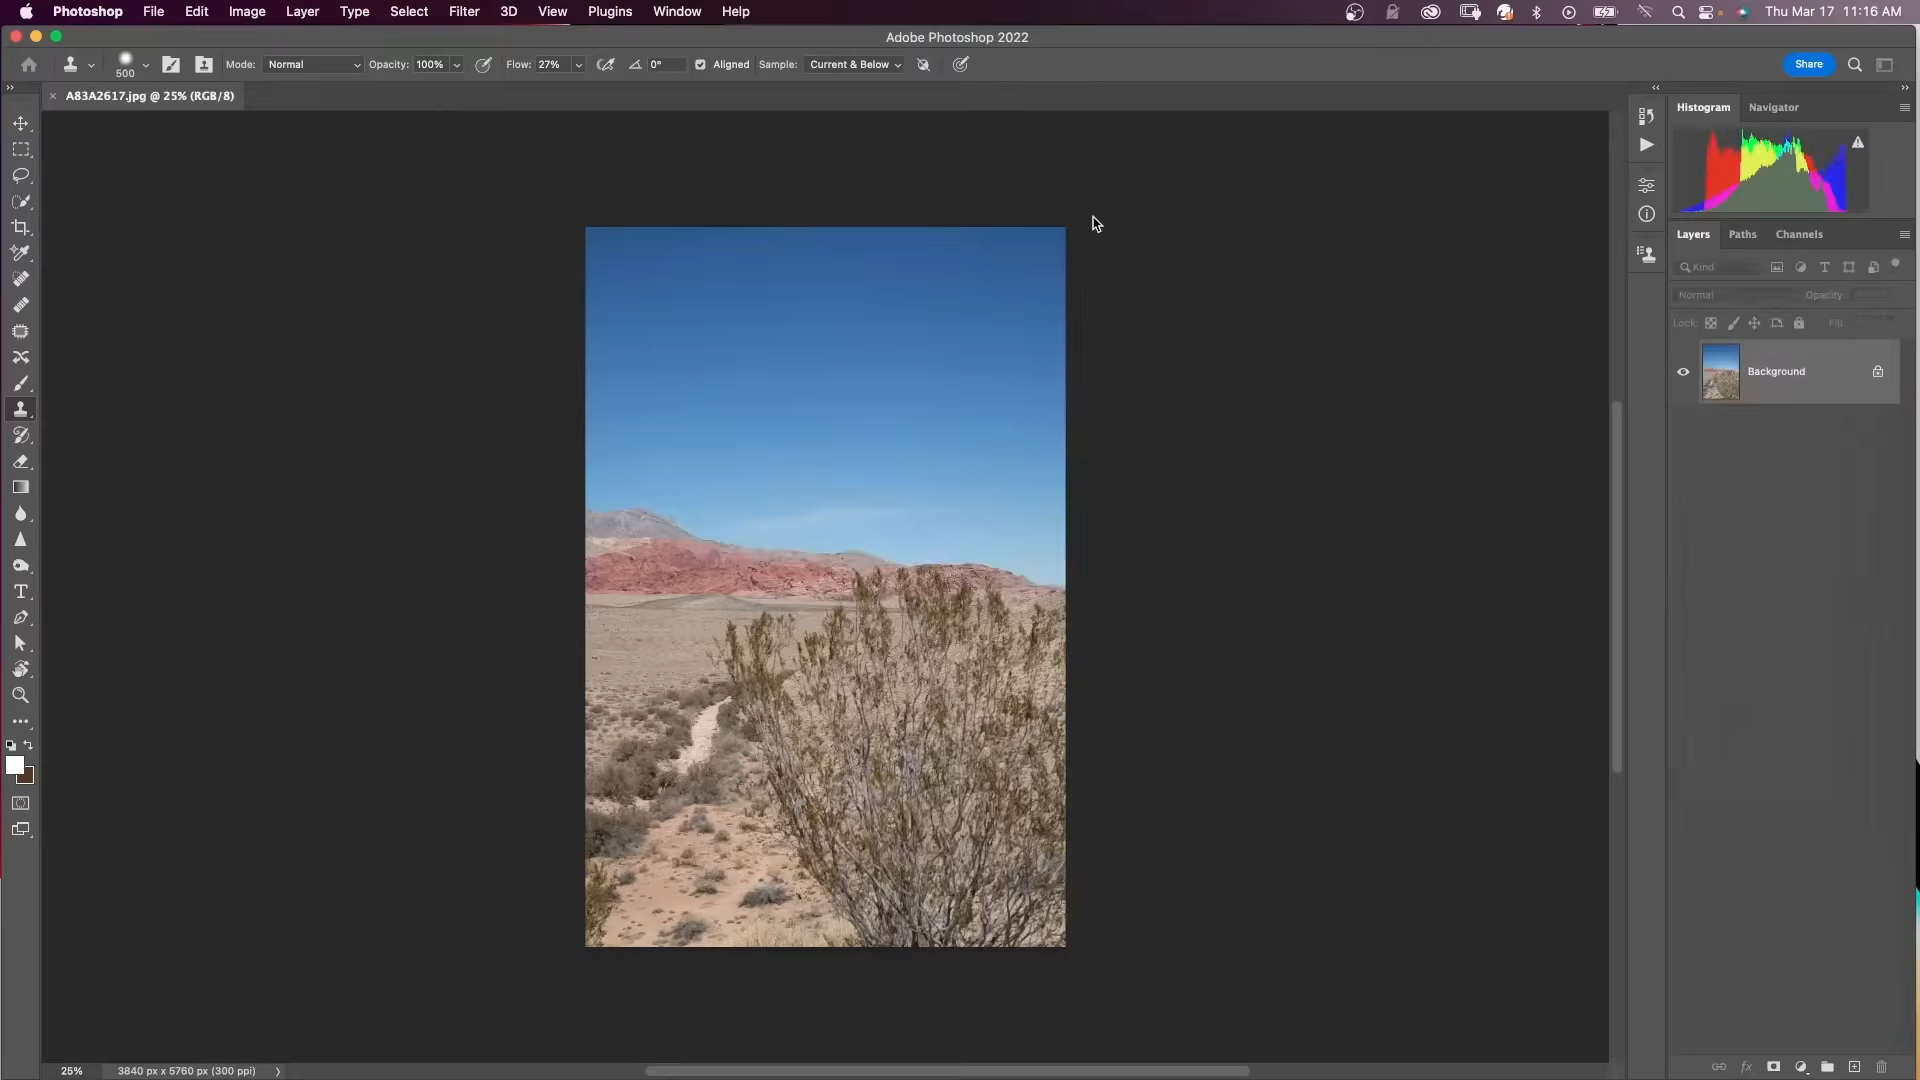 Photoshop File Edit Image Layer Type Select Filter 3D View Plugins Window Help Thu Mar 17 11:16 AM
Adobe Photoshop 2022
500 Mode: Normal Opacity: 100% Flow: 27% 0° Aligned Sample: Current & Below Share
A83A2617.jpg @ 25% (RGB/8)
Histogram Navigator
Layers Paths Channels
Kind
Normal Opacity:
Lock: Fill:
Background
25% 3840 px x 5760 px (300 ppi)